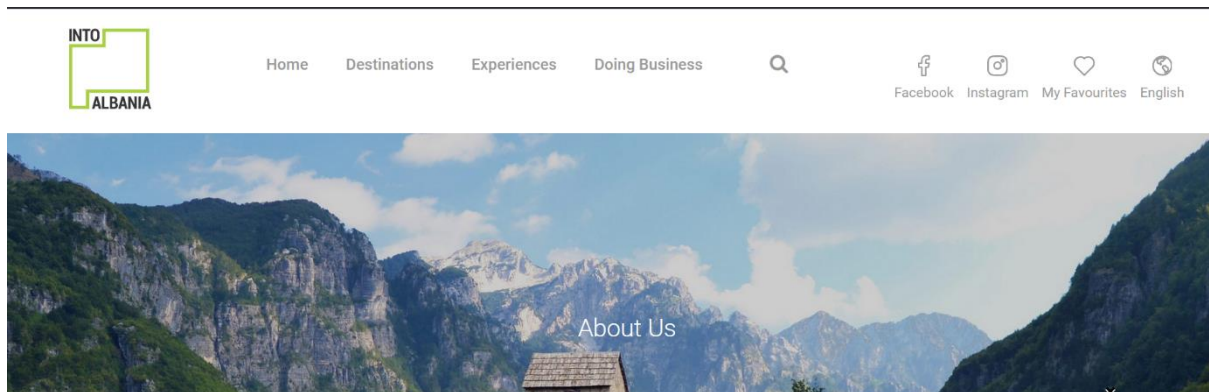 INTO
ALBANIA
Home Destinations Experiences Doing Business
Facebook Instagram My Favourites English
About Us